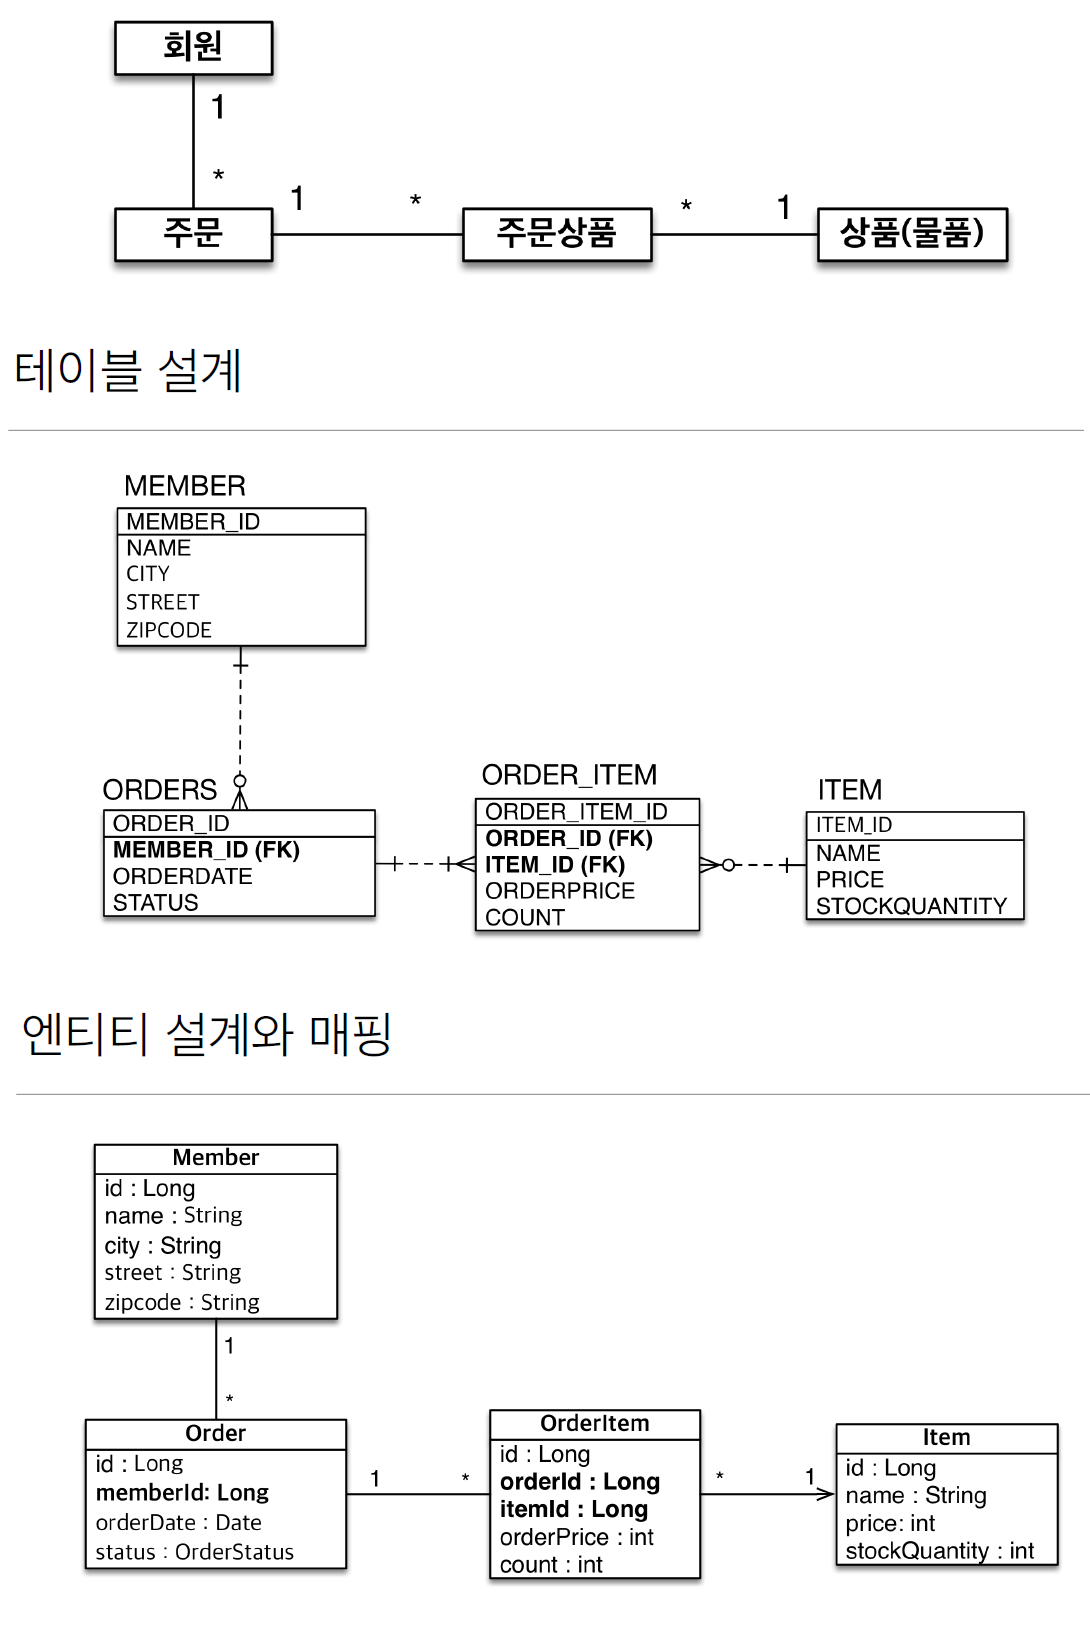 회원
1
*
주문
1
*
주문상품
*
1
상품(물품)
테이블 설계
MEMBER
MEMBER_ID
NAME
CITY
STREET
ZIPCODE
ORDERS
ORDER_ID
MEMBER_ID (FK)
ORDERDATE
STATUS
ORDER_ITEM
ORDER_ITEM_ID
ORDER_ID (FK)
ITEM_ID (FK)
ORDERPRICE
COUNT
ITEM
ITEM_ID
NAME
PRICE
STOCKQUANTITY
엔티티 설계와 매핑
Member
id : Long
name : String
city : String
street : String
zipcode : String
1
*
Order
id : Long
memberId: Long
orderDate : Date
status : OrderStatus
1
*
OrderItem
id : Long
orderId : Long
itemId : Long
orderPrice : int
count : int
*
1
Item
id : Long
name : String
price: int
stockQuantity : int